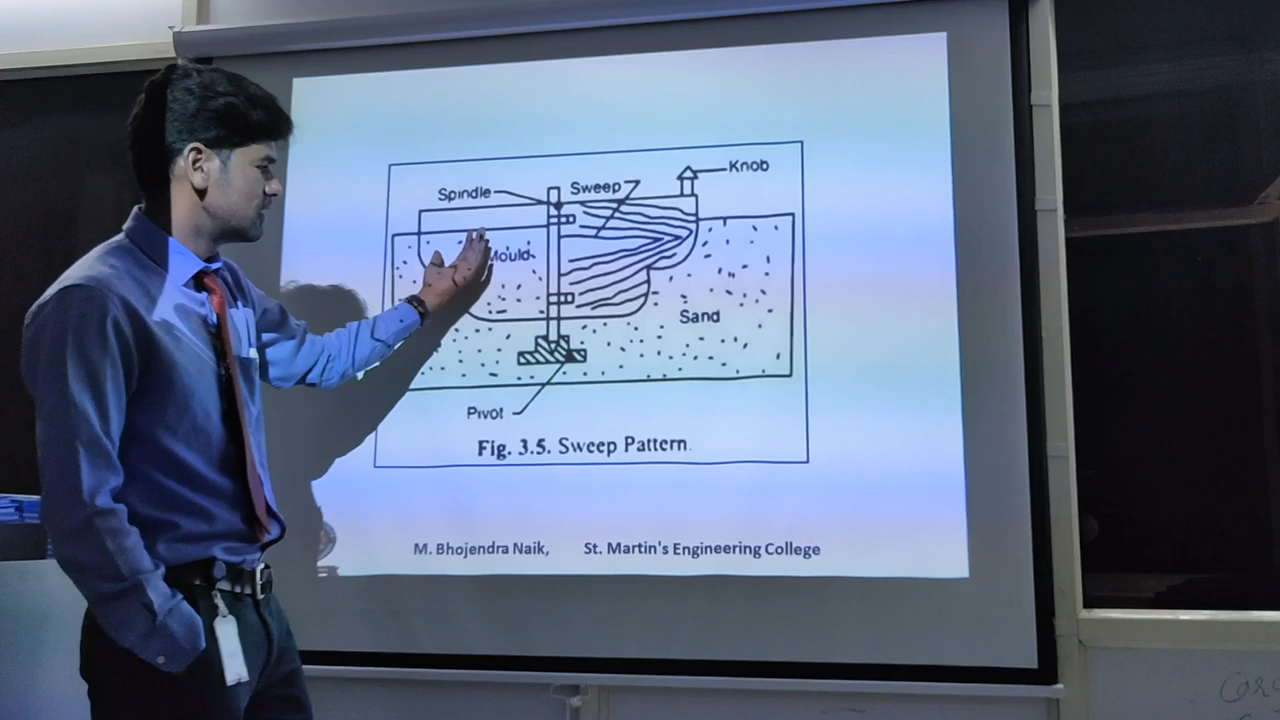 Knob
Spindle
Sweep
Mould
Sand
Pivot
Fig. 3.5. Sweep Pattern.
M. Bhojendra Naik, St. Martin's Engineering College